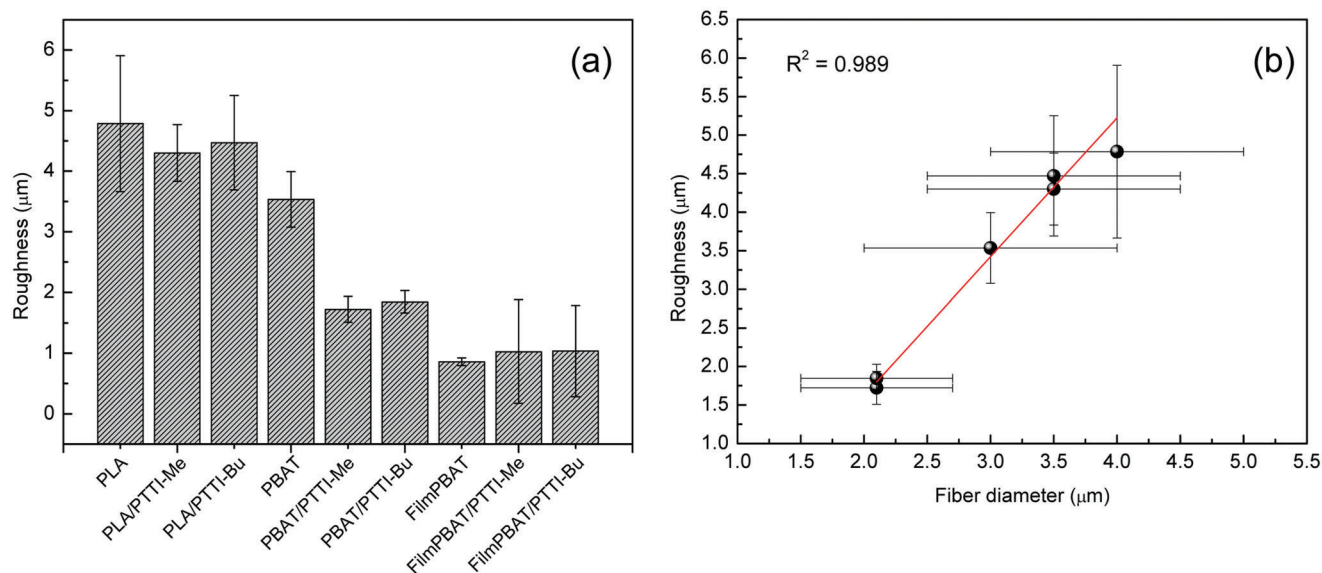 (a)
Roughness (μm)
6
5
4
3
2
1
0
PLA
PLA/PTTI-Me
PLA/PTTI-Bu
PBAT
PBAT/PTTI-Me
PBAT/PTTI-Bu
FilmPBAT
FilmPBAT/PTTI-Me
FilmPBAT/PTTI-Bu
(b)
R² = 0.989
Roughness (μm)
6.5
6.0
5.5
5.0
4.5
4.0
3.5
3.0
2.5
2.0
1.5
1.0
1.0 1.5 2.0 2.5 3.0 3.5 4.0 4.5 5.0 5.5
Fiber diameter (μm)